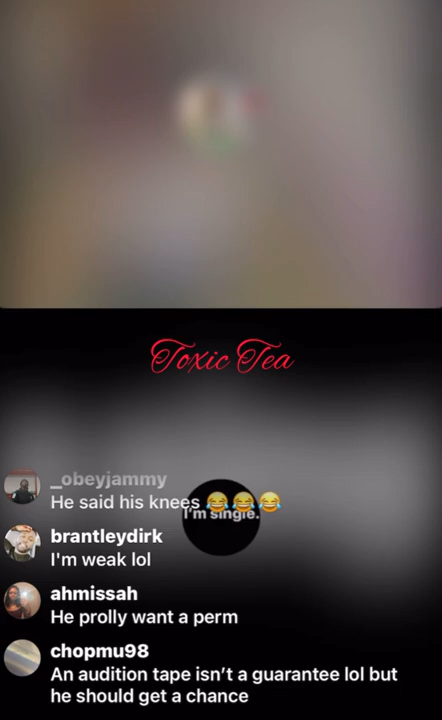 Toxic Tea
_obeyjammy
He said his knees 😂😂😂
I'm single.
brantleydirk
I'm weak lol
ahmissah
He prolly want a perm
chopmu98
An audition tape isn't a guarantee lol but
he should get a chance